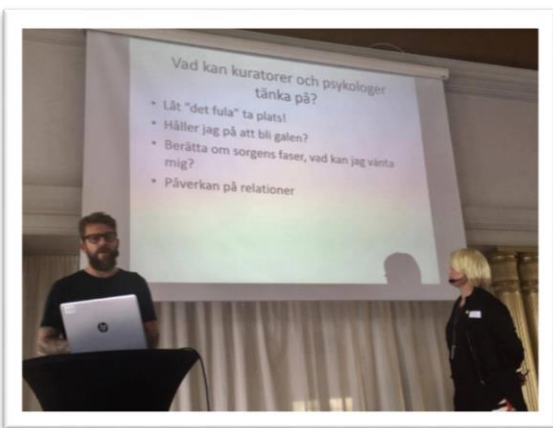 Vad kan kuratorer och psykologer
tänka på?
• Låt "det fula" ta plats!
• Håller jag på att bli galen?
• Berätta om sorgens faser, vad kan jag vänta
mig?
• Påverkan på relationer
hp